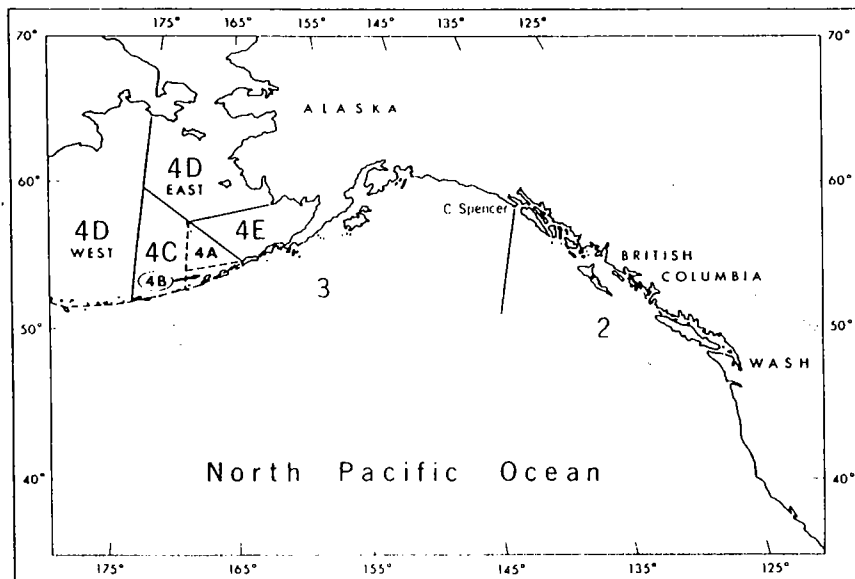 175° 165° 155° 145° 135° 125°
70° 70°
ALASKA
4D
EAST
60° 60°
4D
WEST
4C
4A
4E
4B
C Spencer
BRITISH
COLUMBIA
3
2
50° 50°
WASH
North Pacific Ocean
40° 40°
175° 165° 155° 145° 135° 125°